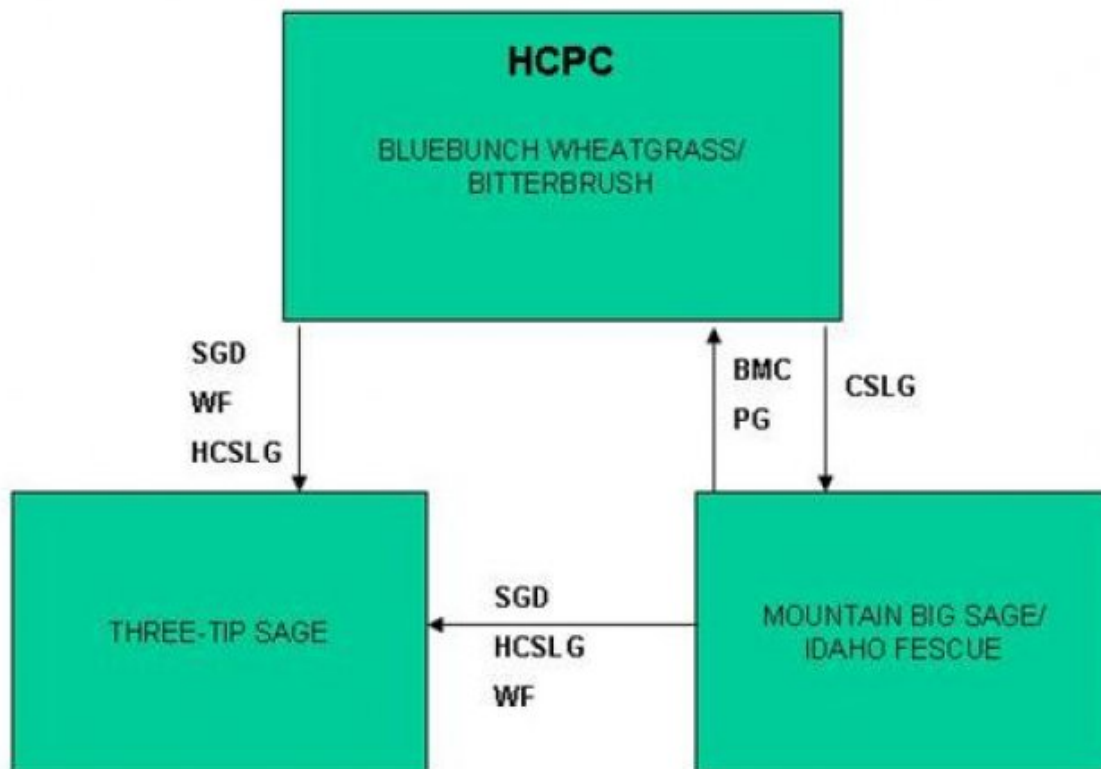 HCPC
BLUEBUNCH WHEATGRASS/
BITTERBRUSH
SGD
WF
HCSLG
BMC
PG
CSLG
THREE-TIP SAGE
SGD
HCSLG
WF
MOUNTAIN BIG SAGE/
IDAHO FESCUE